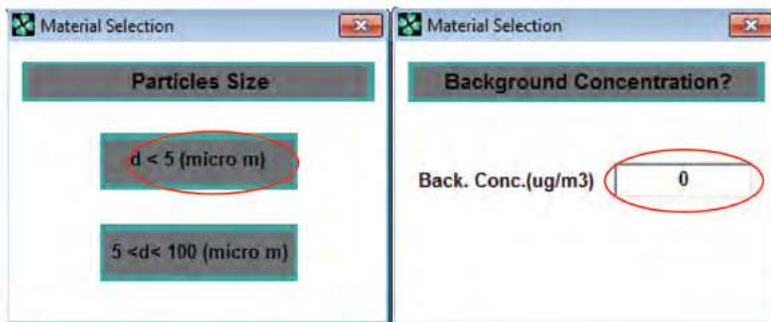 Material Selection
Particles Size
d < 5 (micro m)
5 <d< 100 (micro m)
Material Selection
Background Concentration?
Back. Conc.(ug/m3) 0